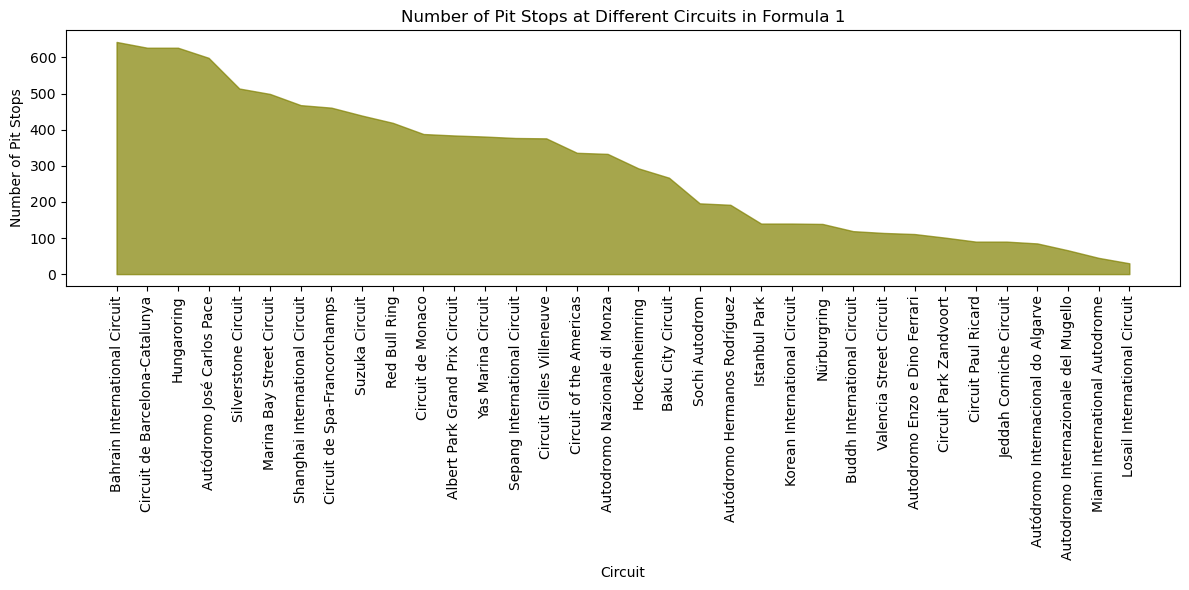 Number of Pit Stops at Different Circuits in Formula 1
Number of Pit Stops
600
500
400
300
200
100
0
Bahrain International Circuit
Circuit de Barcelona-Catalunya
Hungaroring
Autódromo José Carlos Pace
Silverstone Circuit
Marina Bay Street Circuit
Shanghai International Circuit
Circuit de Spa-Francorchamps
Suzuka Circuit
Red Bull Ring
Circuit de Monaco
Albert Park Grand Prix Circuit
Yas Marina Circuit
Sepang International Circuit
Circuit Gilles Villeneuve
Circuit of the Americas
Autodromo Nazionale di Monza
Hockenheimring
Baku City Circuit
Sochi Autodrom
Autódromo Hermanos Rodríguez
Istanbul Park
Korean International Circuit
Nürburgring
Buddh International Circuit
Valencia Street Circuit
Autodromo Enzo e Dino Ferrari
Circuit Park Zandvoort
Circuit Paul Ricard
Jeddah Corniche Circuit
Autódromo Internacional do Algarve
Autodromo Internazionale del Mugello
Miami International Autodrome
Losail International Circuit
Circuit